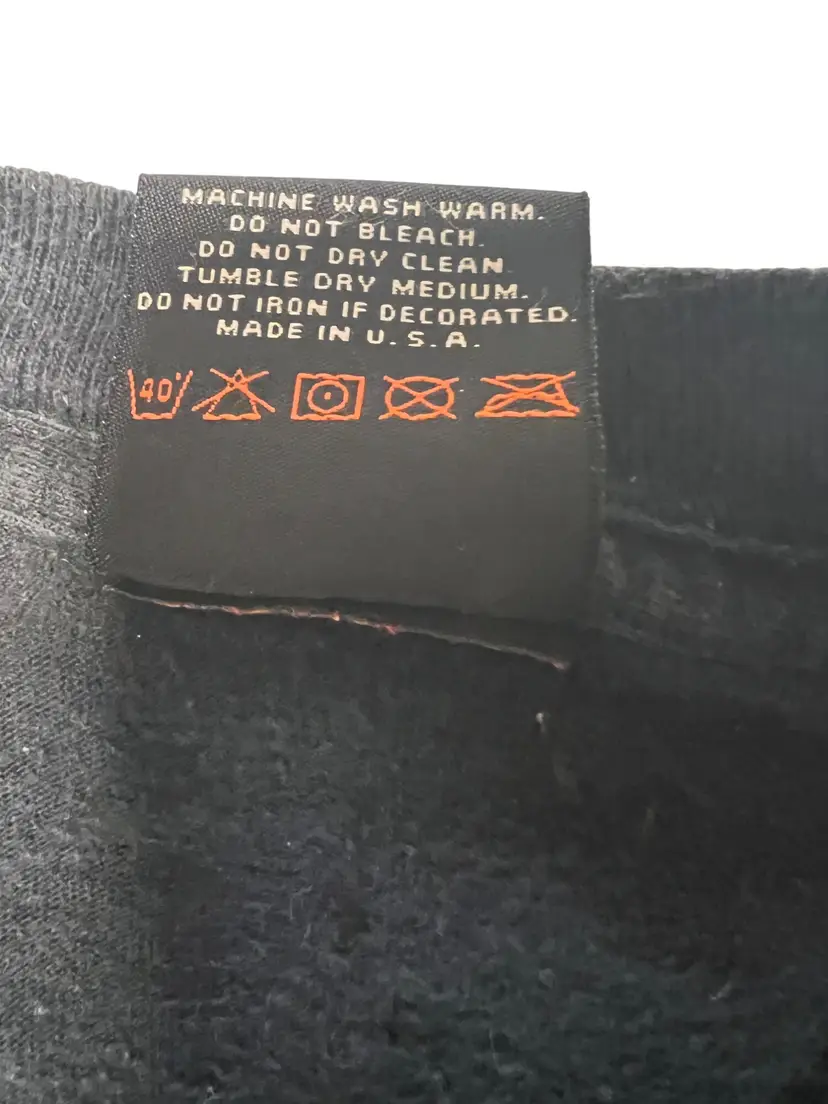 MACHINE WASH WARM.
DO NOT BLEACH.
DO NOT DRY CLEAN
TUMBLE DRY MEDIUM.
DO NOT IRON IF DECORATED.
MADE IN U.S.A.
40°